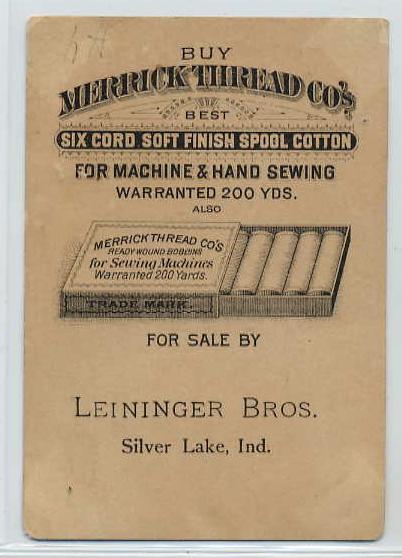 BUY
MERRICK THREAD CO'S
BEST
SIX CORD SOFT FINISH SPOOL COTTON
FOR MACHINE & HAND SEWING
WARRANTED 200 YDS.
ALSO
MERRICK THREAD CO'S
READY WOUND BOBBINS
for Sewing Machines
Warranted 200 Yards.
TRADE MARK
FOR SALE BY
LEININGER BROS.
Silver Lake, Ind.